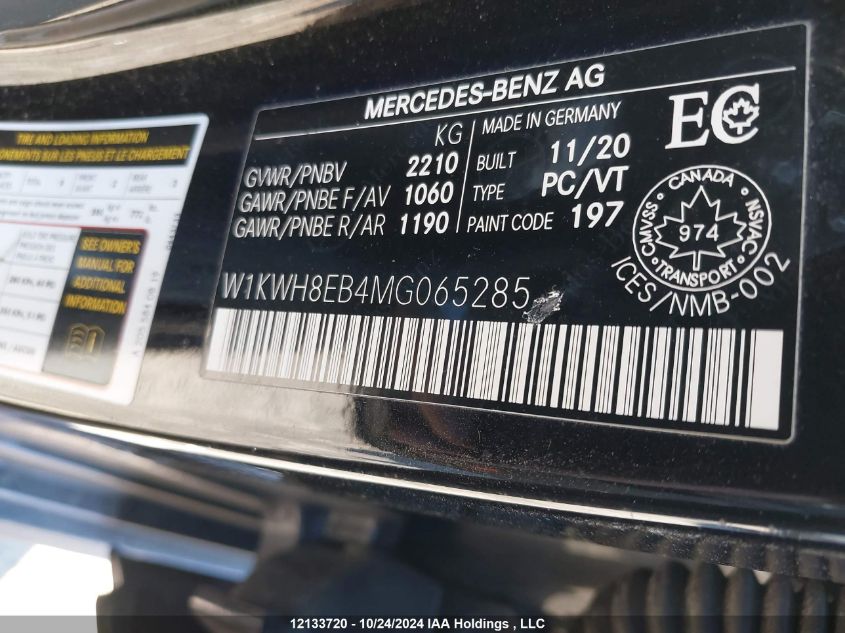 TIRE AND LOADING INFORMATION
SEE OWNER'S
MANUAL FOR
ADDITIONAL
INFORMATION
MERCEDES-BENZ AG
KG
GVWR/PNBV 2210
GAWR/PNBE F/AV 1060
GAWR/PNBE R/AR 1190
MADE IN GERMANY
BUILT 11/20
TYPE PC/VT
PAINT CODE 197
EC
CANADA
CMVSS
NSVAC
974
TRANSPORT
ICES/NMB-002
W1KWH8EB4MG065285
12133720 - 10/24/2024 IAA Holdings , LLC